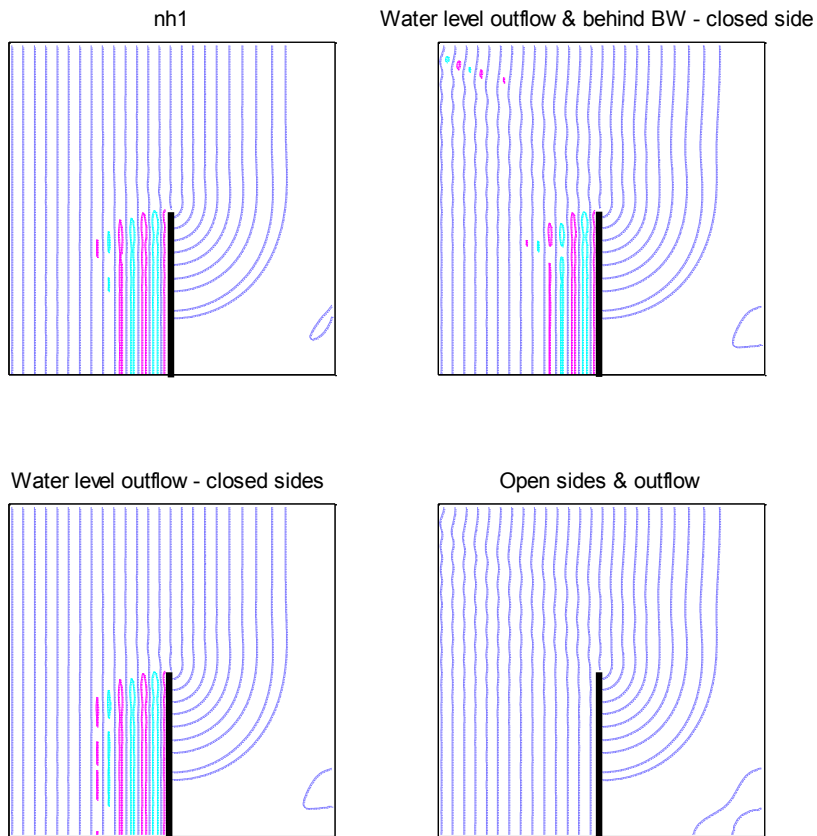 nh1
Water level outflow & behind BW - closed side
Water level outflow - closed sides
Open sides & outflow